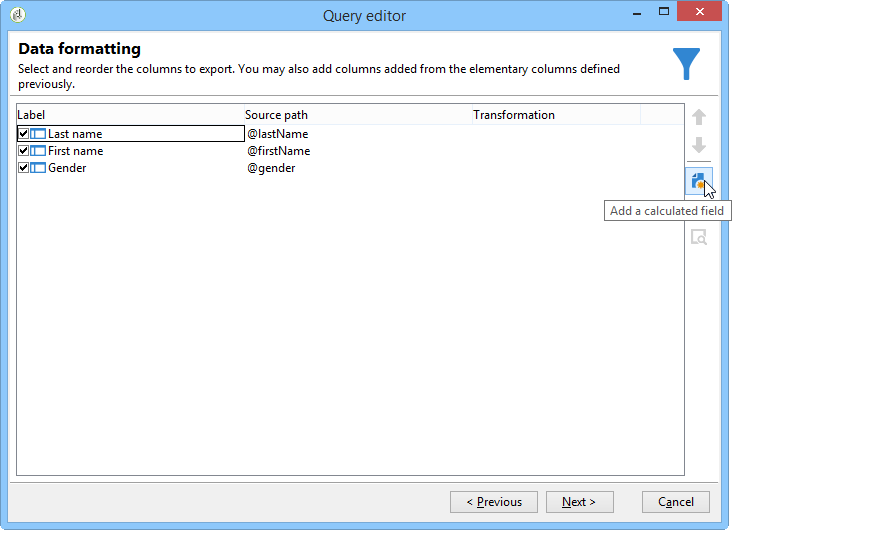 Query editor
Data formatting
Select and reorder the columns to export. You may also add columns added from the elementary columns defined
previously.
Label Source path Transformation
Last name @lastName
First name @firstName
Gender @gender
Add a calculated field
< Previous Next > Cancel